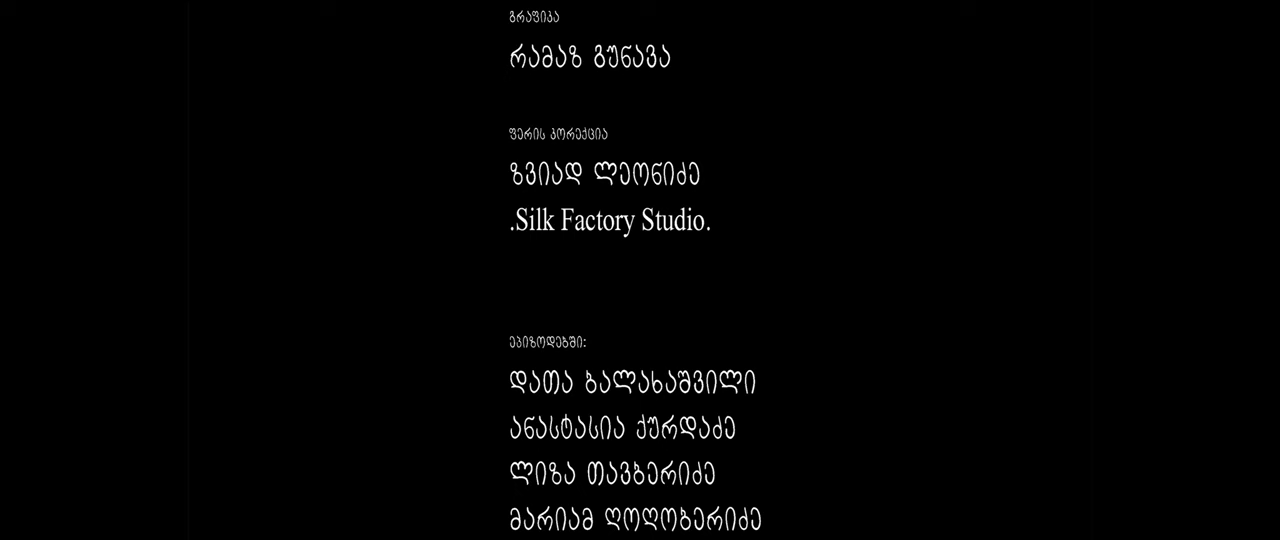 გრაფიკა
რამაზ გუნავა
ფერის კორექცია
ზვიად ლეონიძე
.Silk Factory Studio.
ეპიზოდებში:
დათა ბალახაშვილი
ანასტასია ქურდაძე
ლიზა თავბერიძე
მარიამ ღოღობერიძე